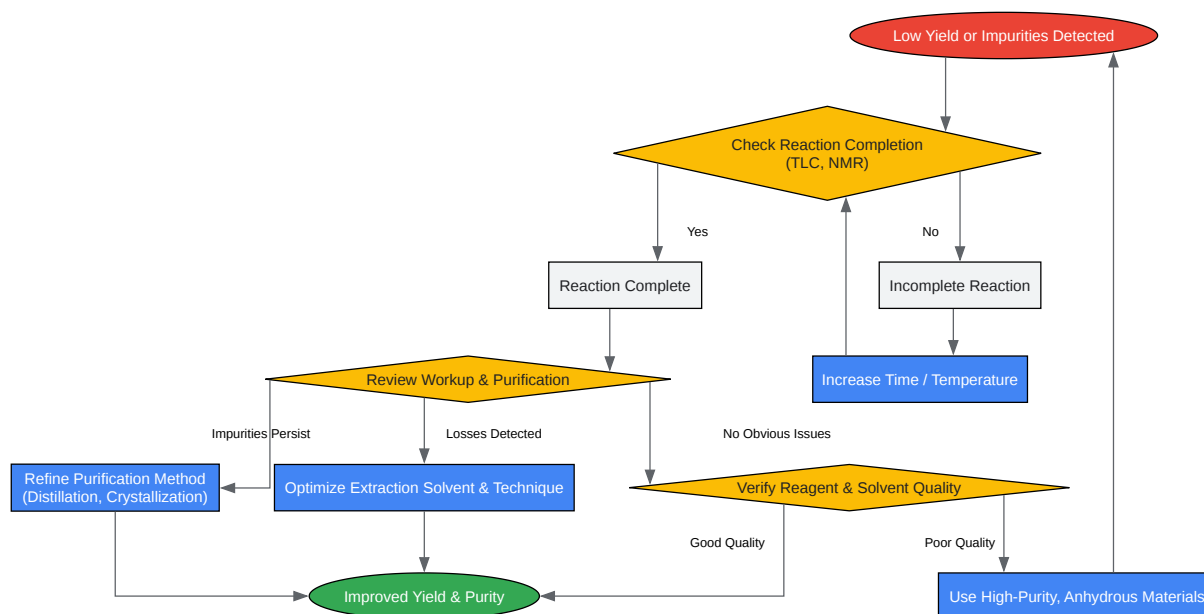 Low Yield or Impurities Detected
Check Reaction Completion
(TLC, NMR)
Yes
No
Reaction Complete
Incomplete Reaction
Review Workup & Purification
Increase Time / Temperature
Impurities Persist
Losses Detected
No Obvious Issues
Refine Purification Method
(Distillation, Crystallization)
Optimize Extraction Solvent & Technique
Verify Reagent & Solvent Quality
Good Quality
Poor Quality
Improved Yield & Purity
Use High-Purity, Anhydrous Materials